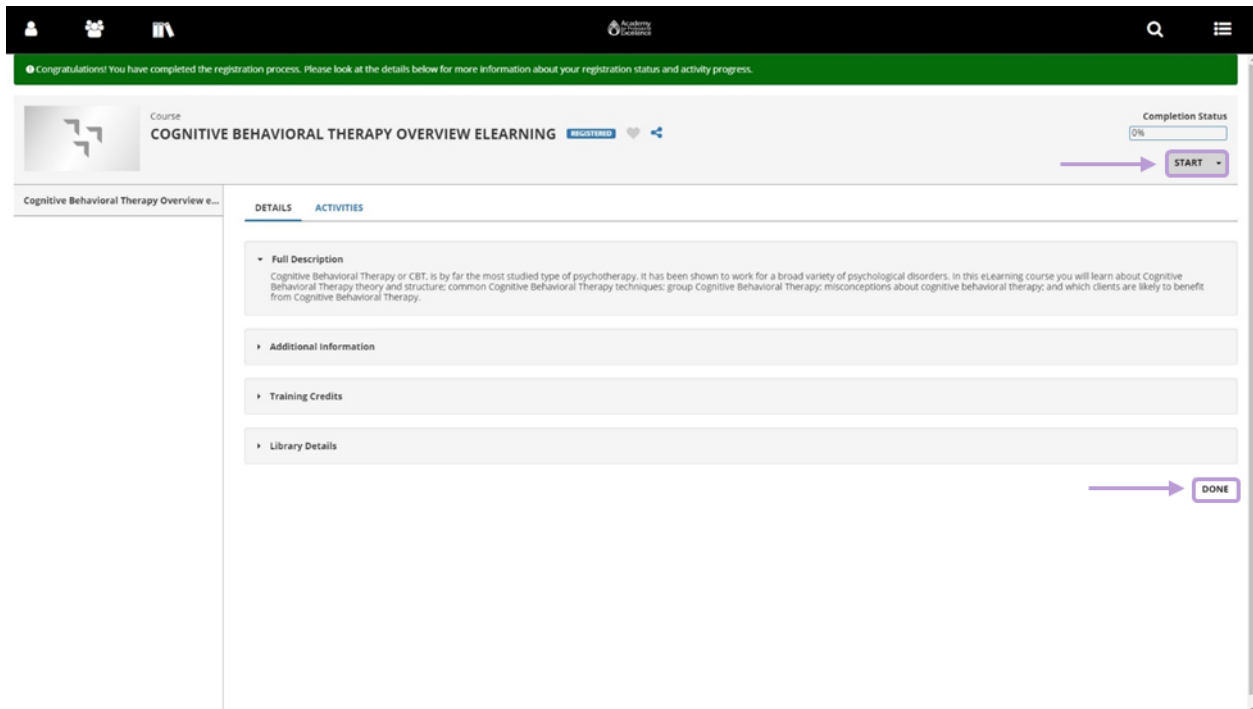 Academy
for Professional
Excellence
Congratulations! You have completed the registration process. Please look at the details below for more information about your registration status and activity progress.
Course
COGNITIVE BEHAVIORAL THERAPY OVERVIEW ELEARNING REGISTERED
Completion Status
0%
START
Cognitive Behavioral Therapy Overview e...
DETAILS ACTIVITIES
Full Description
Cognitive Behavioral Therapy or CBT, is by far the most studied type of psychotherapy. It has been shown to work for a broad variety of psychological disorders. In this eLearning course you will learn about Cognitive
Behavioral Therapy theory and structure; common Cognitive Behavioral Therapy techniques; group Cognitive Behavioral Therapy; misconceptions about cognitive behavioral therapy; and which clients are likely to benefit
from Cognitive Behavioral Therapy.
Additional Information
Training Credits
Library Details
DONE